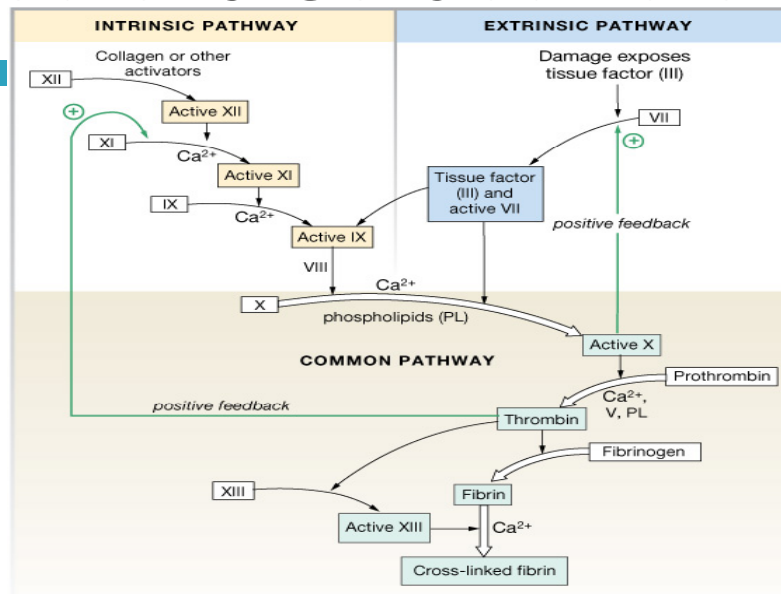 INTRINSIC PATHWAY
EXTRINSIC PATHWAY
Collagen or other
activators
Damage exposes
tissue factor (III)
XII
Active XII
VII
XI
Ca²⁺
Active XI
Tissue factor
(III) and
active VII
IX
Ca²⁺
Active IX
positive feedback
VIII
Ca²⁺
X
phospholipids (PL)
Active X
COMMON PATHWAY
Prothrombin
Ca²⁺,
V, PL
positive feedback
Thrombin
Fibrinogen
XIII
Fibrin
Active XIII
Ca²⁺
Cross-linked fibrin